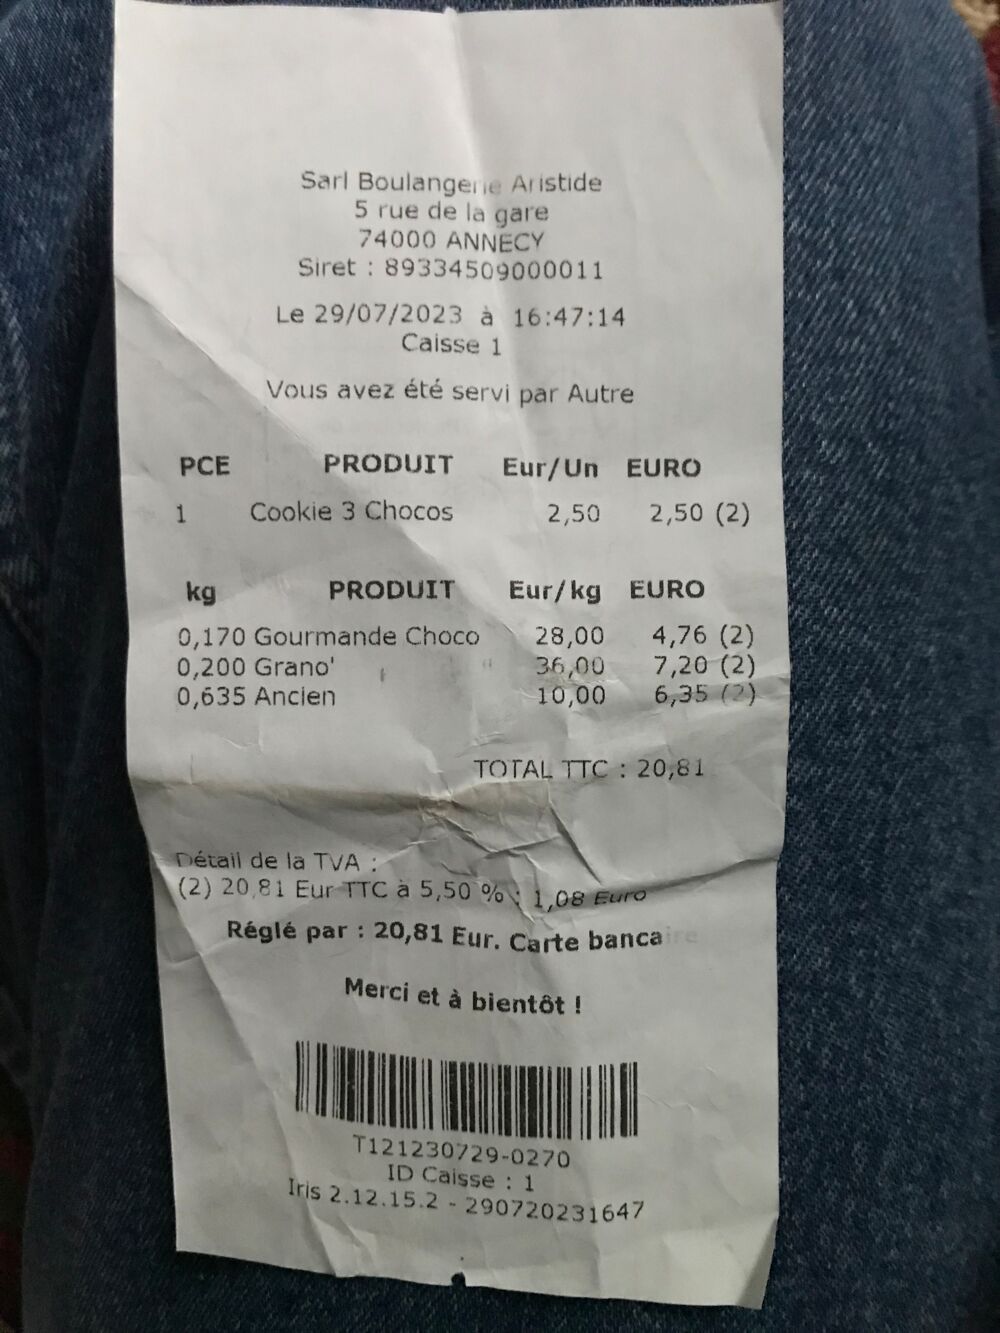 Sarl Boulangerie Aristide
5 rue de la gare
74000 ANNECY
Siret : 89334509000011
Le 29/07/2023 à 16:47:14
Caisse 1
Vous avez été servi par Autre
PCE PRODUIT Eur/Un EURO
1 Cookie 3 Chocos 2,50 2,50 (2)
kg PRODUIT Eur/kg EURO
0,170 Gourmande Choco 28,00 4,76 (2)
0,200 Grano' 36,00 7,20 (2)
0,635 Ancien 10,00 6,35 (2)
TOTAL TTC : 20,81
Détail de la TVA :
(2) 20,81 Eur TTC à 5,50 % : 1,08 Euro
Réglé par : 20,81 Eur. Carte bancaire
Merci et à bientôt !
T121230729-0270
ID Caisse : 1
Iris 2.12.15.2 - 290720231647